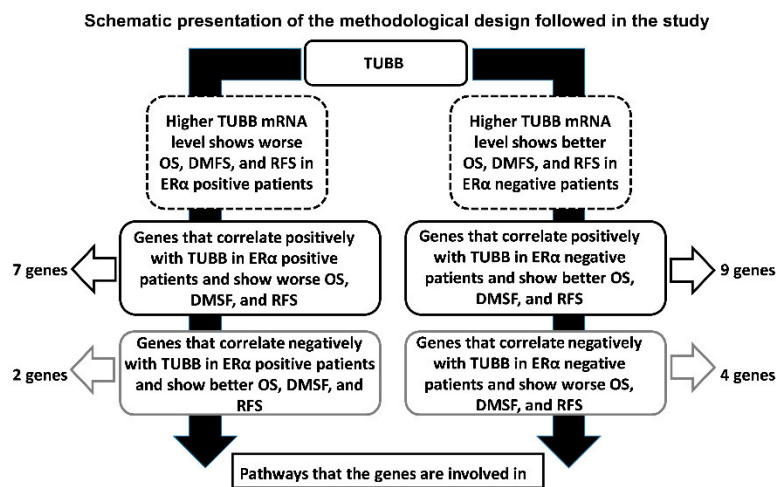 Schematic presentation of the methodological design followed in the study
TUBB
Higher TUBB mRNA
level shows worse
OS, DMFS, and RFS in
ERα positive patients
Higher TUBB mRNA
level shows better
OS, DMFS, and RFS in
ERα negative patients
7 genes
Genes that correlate positively
with TUBB in ERα positive
patients and show worse OS,
DMSF, and RFS
Genes that correlate positively
with TUBB in ERα negative
patients and show better OS,
DMSF, and RFS
9 genes
2 genes
Genes that correlate negatively
with TUBB in ERα positive patients
and show better OS, DMSF, and
RFS
Genes that correlate negatively
with TUBB in ERα negative
patients and show worse OS,
DMSF, and RFS
4 genes
Pathways that the genes are involved in